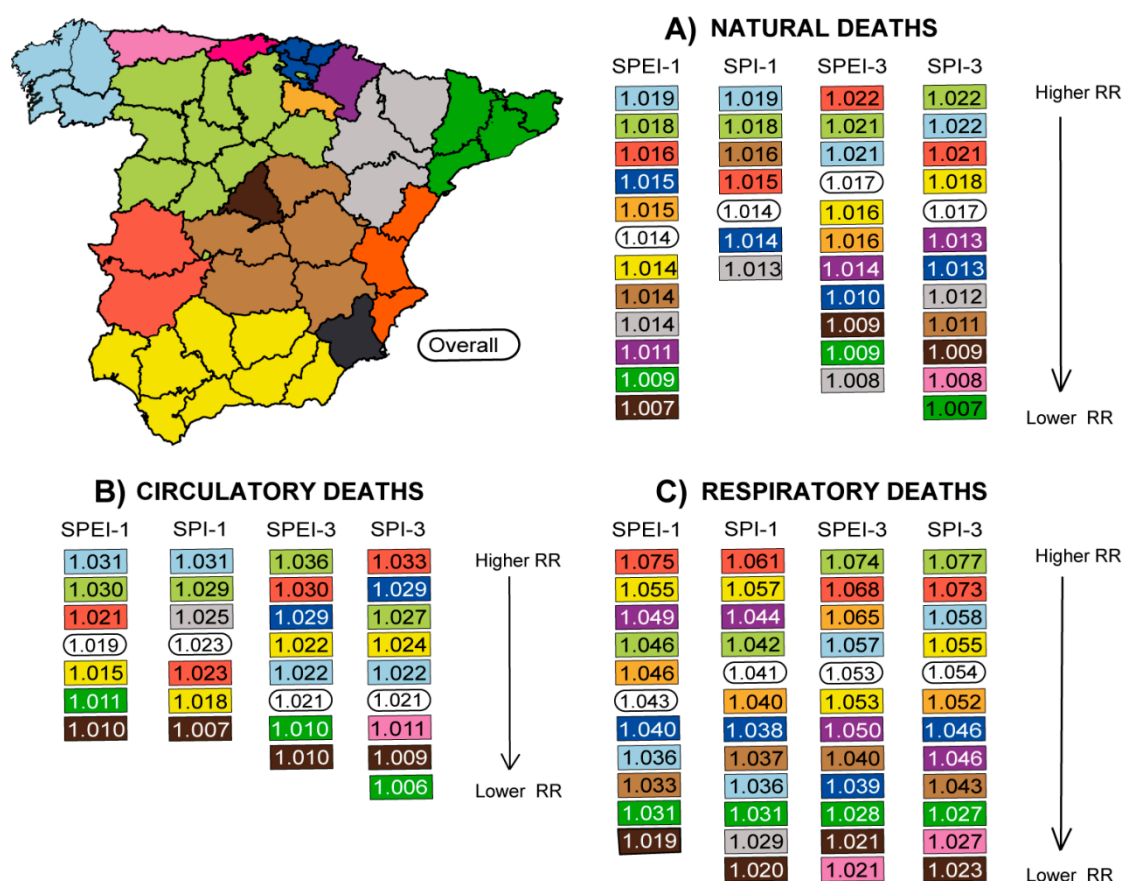 A) NATURAL DEATHS
SPEI-1 SPI-1 SPEI-3 SPI-3
1.019 1.019 1.022 1.022 Higher RR
1.018 1.018 1.021 1.022
1.016 1.016 1.021 1.021
1.015 1.015 1.017 1.018
1.015 1.014 1.016 1.017
1.014 1.014 1.016 1.013
1.014 1.013 1.014 1.013
1.014 1.010 1.012
1.014 1.009 1.011
1.011 1.009 1.009
1.009 1.008 1.008
1.007 1.007 Lower RR
Overall
B) CIRCULATORY DEATHS
SPEI-1 SPI-1 SPEI-3 SPI-3
1.031 1.031 1.036 1.033 Higher RR
1.030 1.029 1.030 1.029
1.021 1.025 1.029 1.027
1.019 1.023 1.022 1.024
1.015 1.023 1.022 1.022
1.011 1.018 1.021 1.021
1.010 1.007 1.010 1.011
1.010 1.009
1.006 Lower RR
C) RESPIRATORY DEATHS
SPEI-1 SPI-1 SPEI-3 SPI-3
1.075 1.061 1.074 1.077 Higher RR
1.055 1.057 1.068 1.073
1.049 1.044 1.065 1.058
1.046 1.042 1.057 1.055
1.046 1.041 1.053 1.054
1.043 1.040 1.053 1.052
1.040 1.038 1.050 1.046
1.036 1.037 1.040 1.046
1.033 1.036 1.039 1.043
1.031 1.031 1.028 1.027
1.019 1.029 1.021 1.027
1.020 1.021 1.023 Lower RR